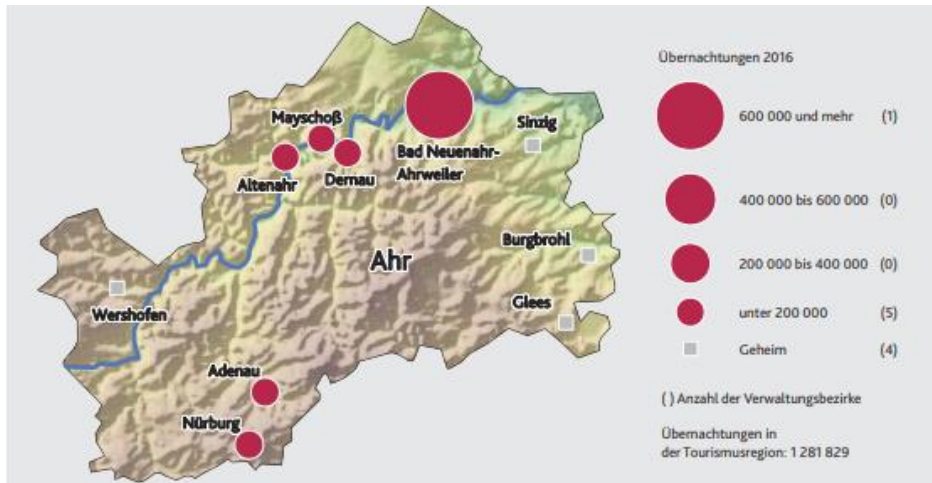 Übernachtungen 2016
600 000 und mehr (1)
400 000 bis 600 000 (0)
200 000 bis 400 000 (0)
unter 200 000 (5)
Geheim (4)
( ) Anzahl der Verwaltungsbezirke
Übernachtungen in
der Tourismusregion: 1 281 829
Mayschoß
Altenahr
Dernau
Bad Neuenahr-
Ahrweiler
Sinzig
Burgbrohl
Ahr
Glees
Wershofen
Adenau
Nürburg